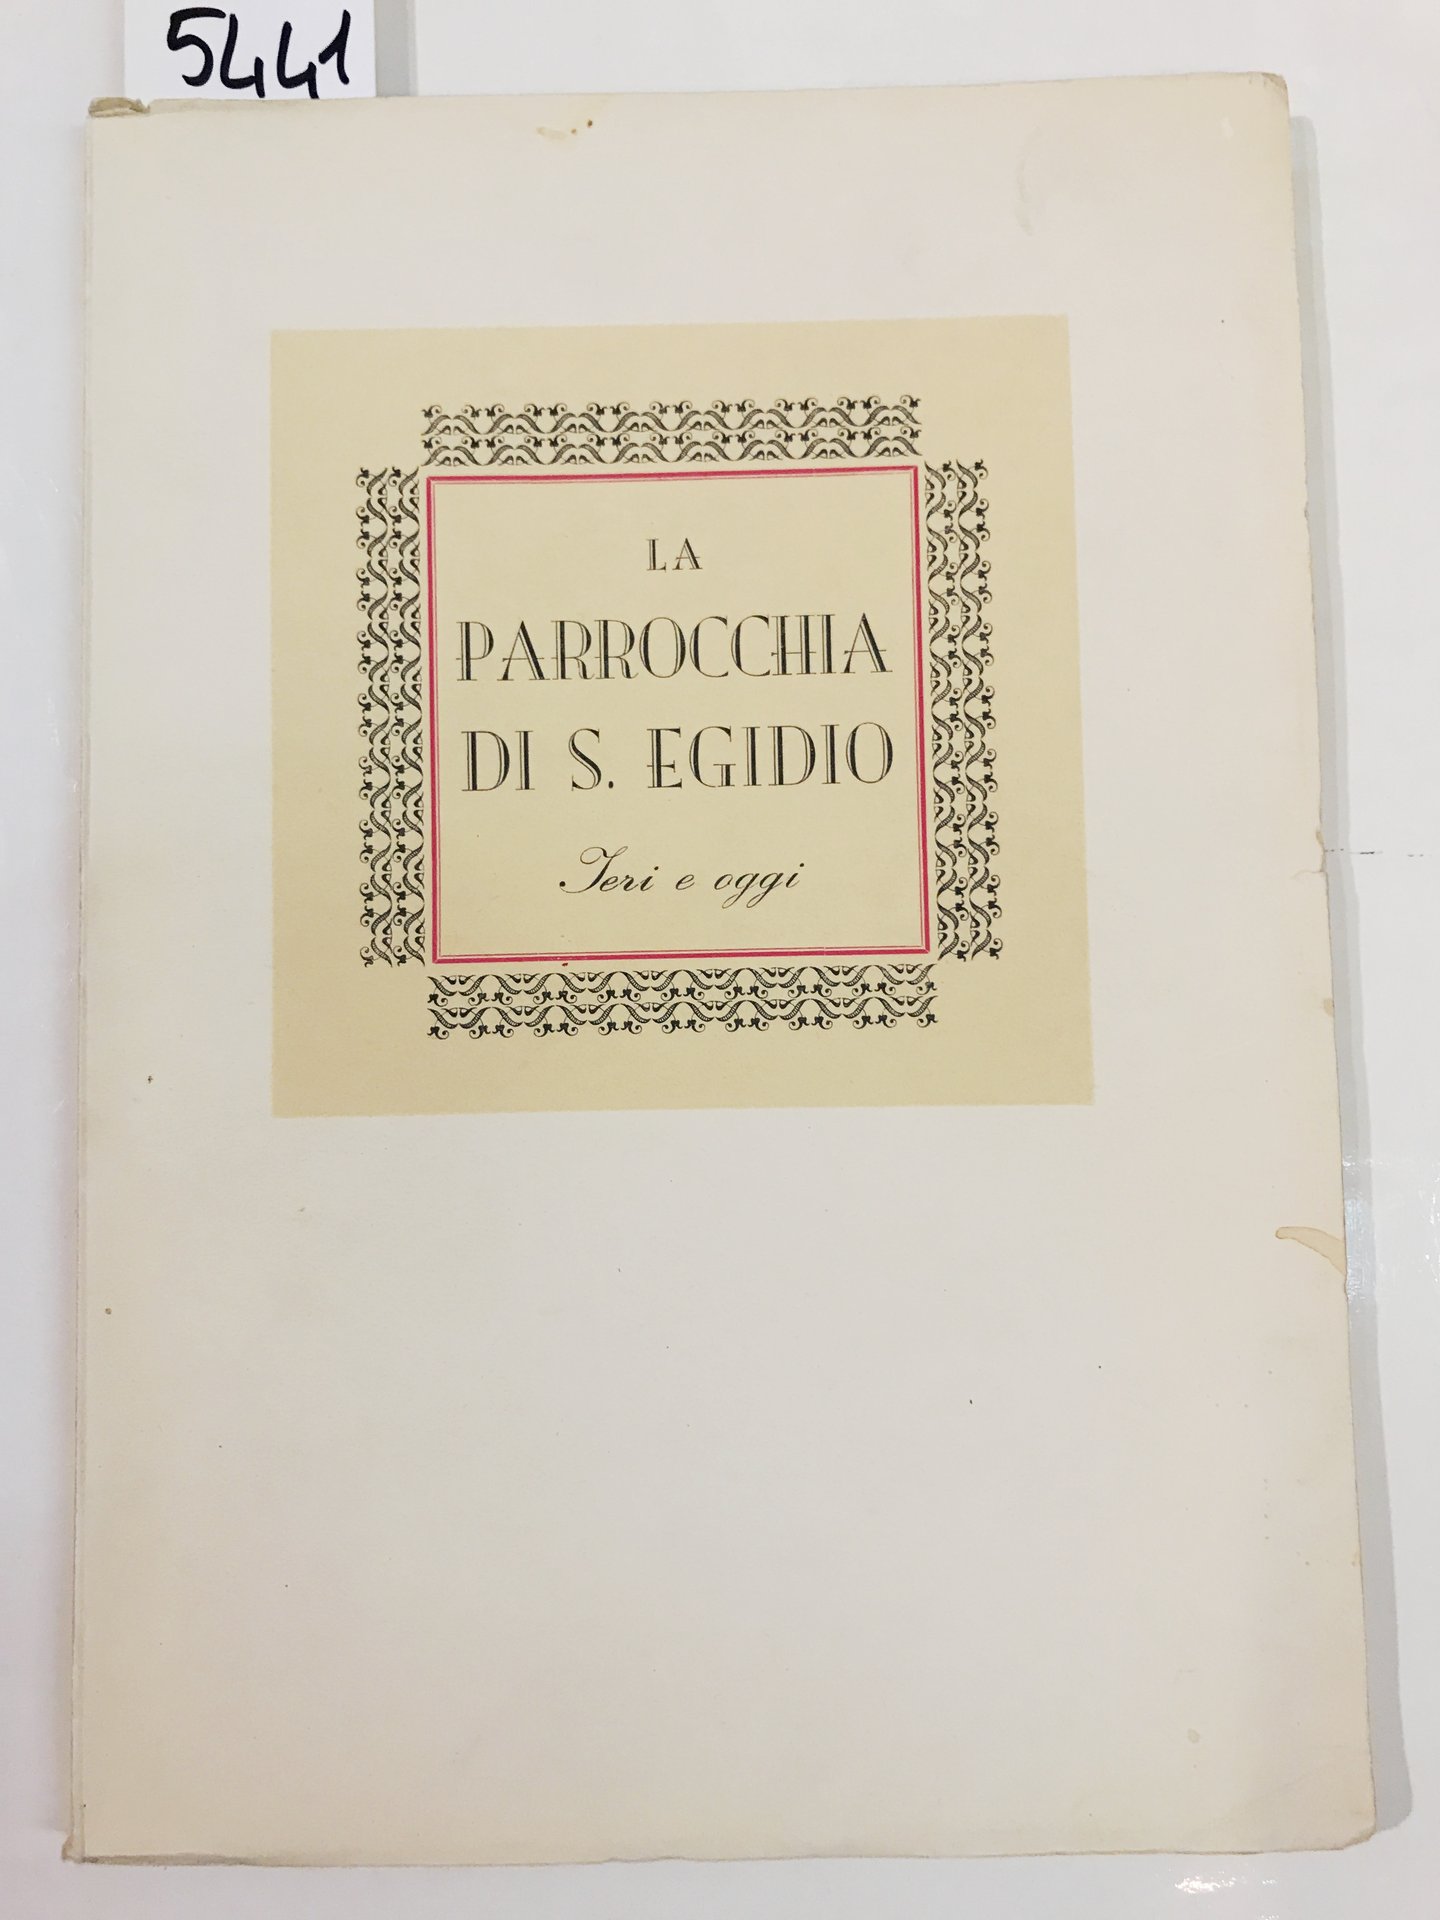 5441
LA
PARROCCHIA
DI S. EGIDIO
Ieri e oggi